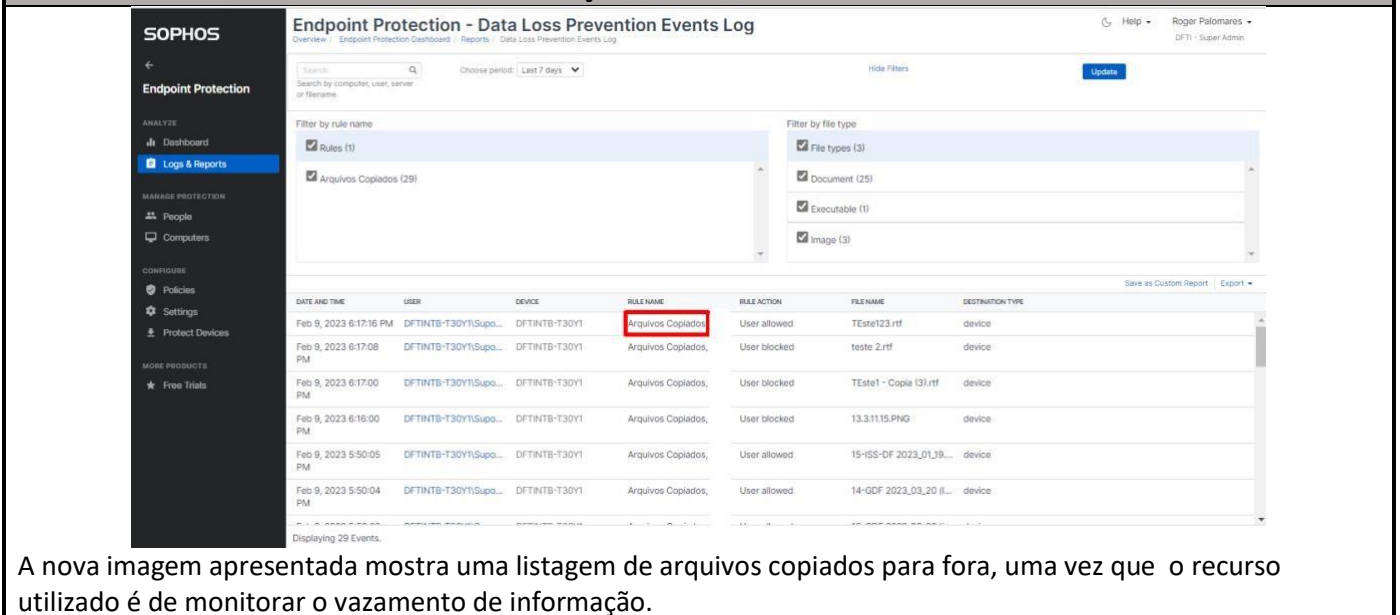 SOPHOS
Endpoint Protection
ANALYZE
Dashboard
Logs & Reports
MANAGE PROTECTION
People
Computers
CONFIGURE
Policies
Settings
Protect Devices
MORE PRODUCTS
Free Trials
Endpoint Protection - Data Loss Prevention Events Log
Overview / Endpoint Protection Dashboard / Reports / Data Loss Prevention Events Log
Help
Roger Palomares
DFTI - Super Admin
Search
Choose period: Last 7 days
Hide Filters
Update
Search by computer, user, server
or filename
Filter by rule name
Rules (1)
Arquivos Copiados (29)
Filter by file type
File types (3)
Document (25)
Executable (1)
Image (3)
Save as Custom Report Export
DATE AND TIME USER DEVICE RULE NAME RULE ACTION FILE NAME DESTINATION TYPE
Feb 9, 2023 6:17:16 PM DFTINTB-T30Y1\Supo... DFTINTB-T30Y1 Arquivos Copiados User allowed TEste123.rtf device
Feb 9, 2023 6:17:08 DFTINTB-T30Y1\Supo... DFTINTB-T30Y1 Arquivos Copiados, User blocked teste 2.rtf device
PM
Feb 9, 2023 6:17:00 DFTINTB-T30Y1\Supo... DFTINTB-T30Y1 Arquivos Copiados, User blocked TEste1 - Copia (3).rtf device
PM
Feb 9, 2023 6:16:00 DFTINTB-T30Y1\Supo... DFTINTB-T30Y1 Arquivos Copiados, User blocked 13.3.11.15.PNG device
PM
Feb 9, 2023 5:50:05 DFTINTB-T30Y1\Supo... DFTINTB-T30Y1 Arquivos Copiados, User allowed 15-ISS-DF 2023_01_19.... device
PM
Feb 9, 2023 5:50:04 DFTINTB-T30Y1\Supo... DFTINTB-T30Y1 Arquivos Copiados, User allowed 14-GDF 2023_03_20 (I... device
PM
Displaying 29 Events.
A nova imagem apresentada mostra uma listagem de arquivos copiados para fora, uma vez que o recurso
utilizado é de monitorar o vazamento de informação.